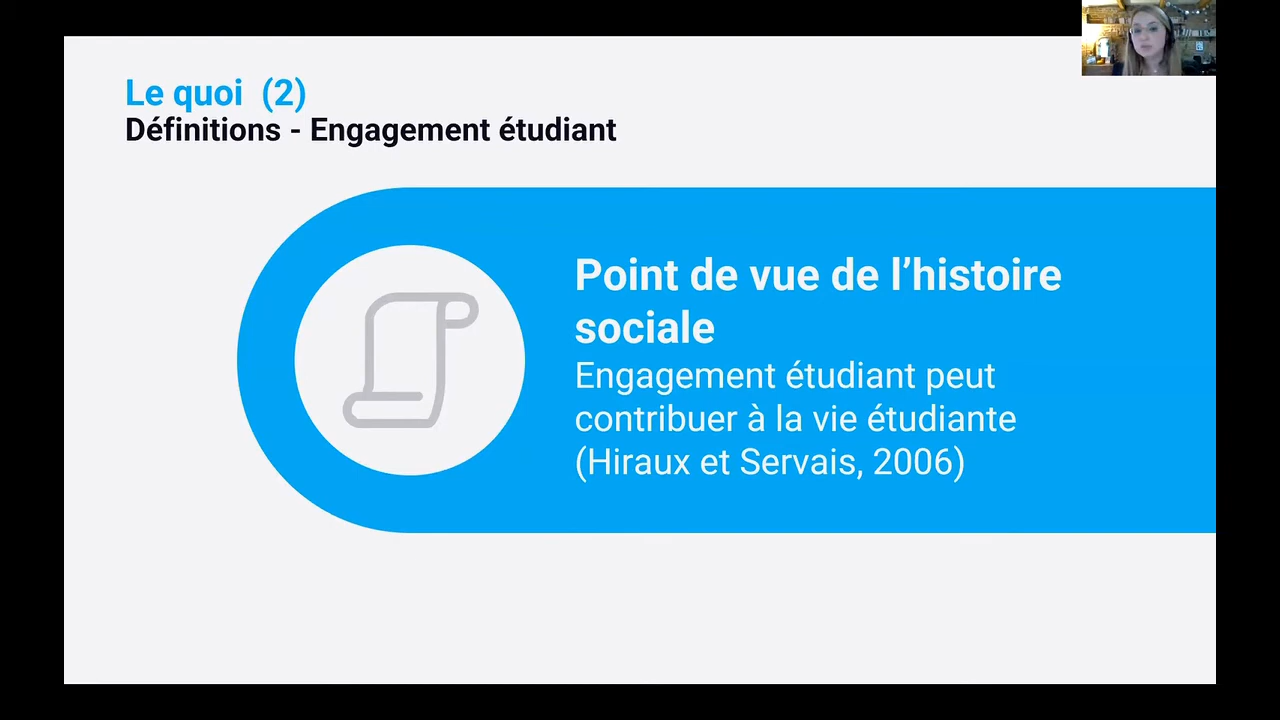 Le quoi (2)
Définitions - Engagement étudiant
Point de vue de l’histoire
sociale
Engagement étudiant peut
contribuer à la vie étudiante
(Hiraux et Servais, 2006)